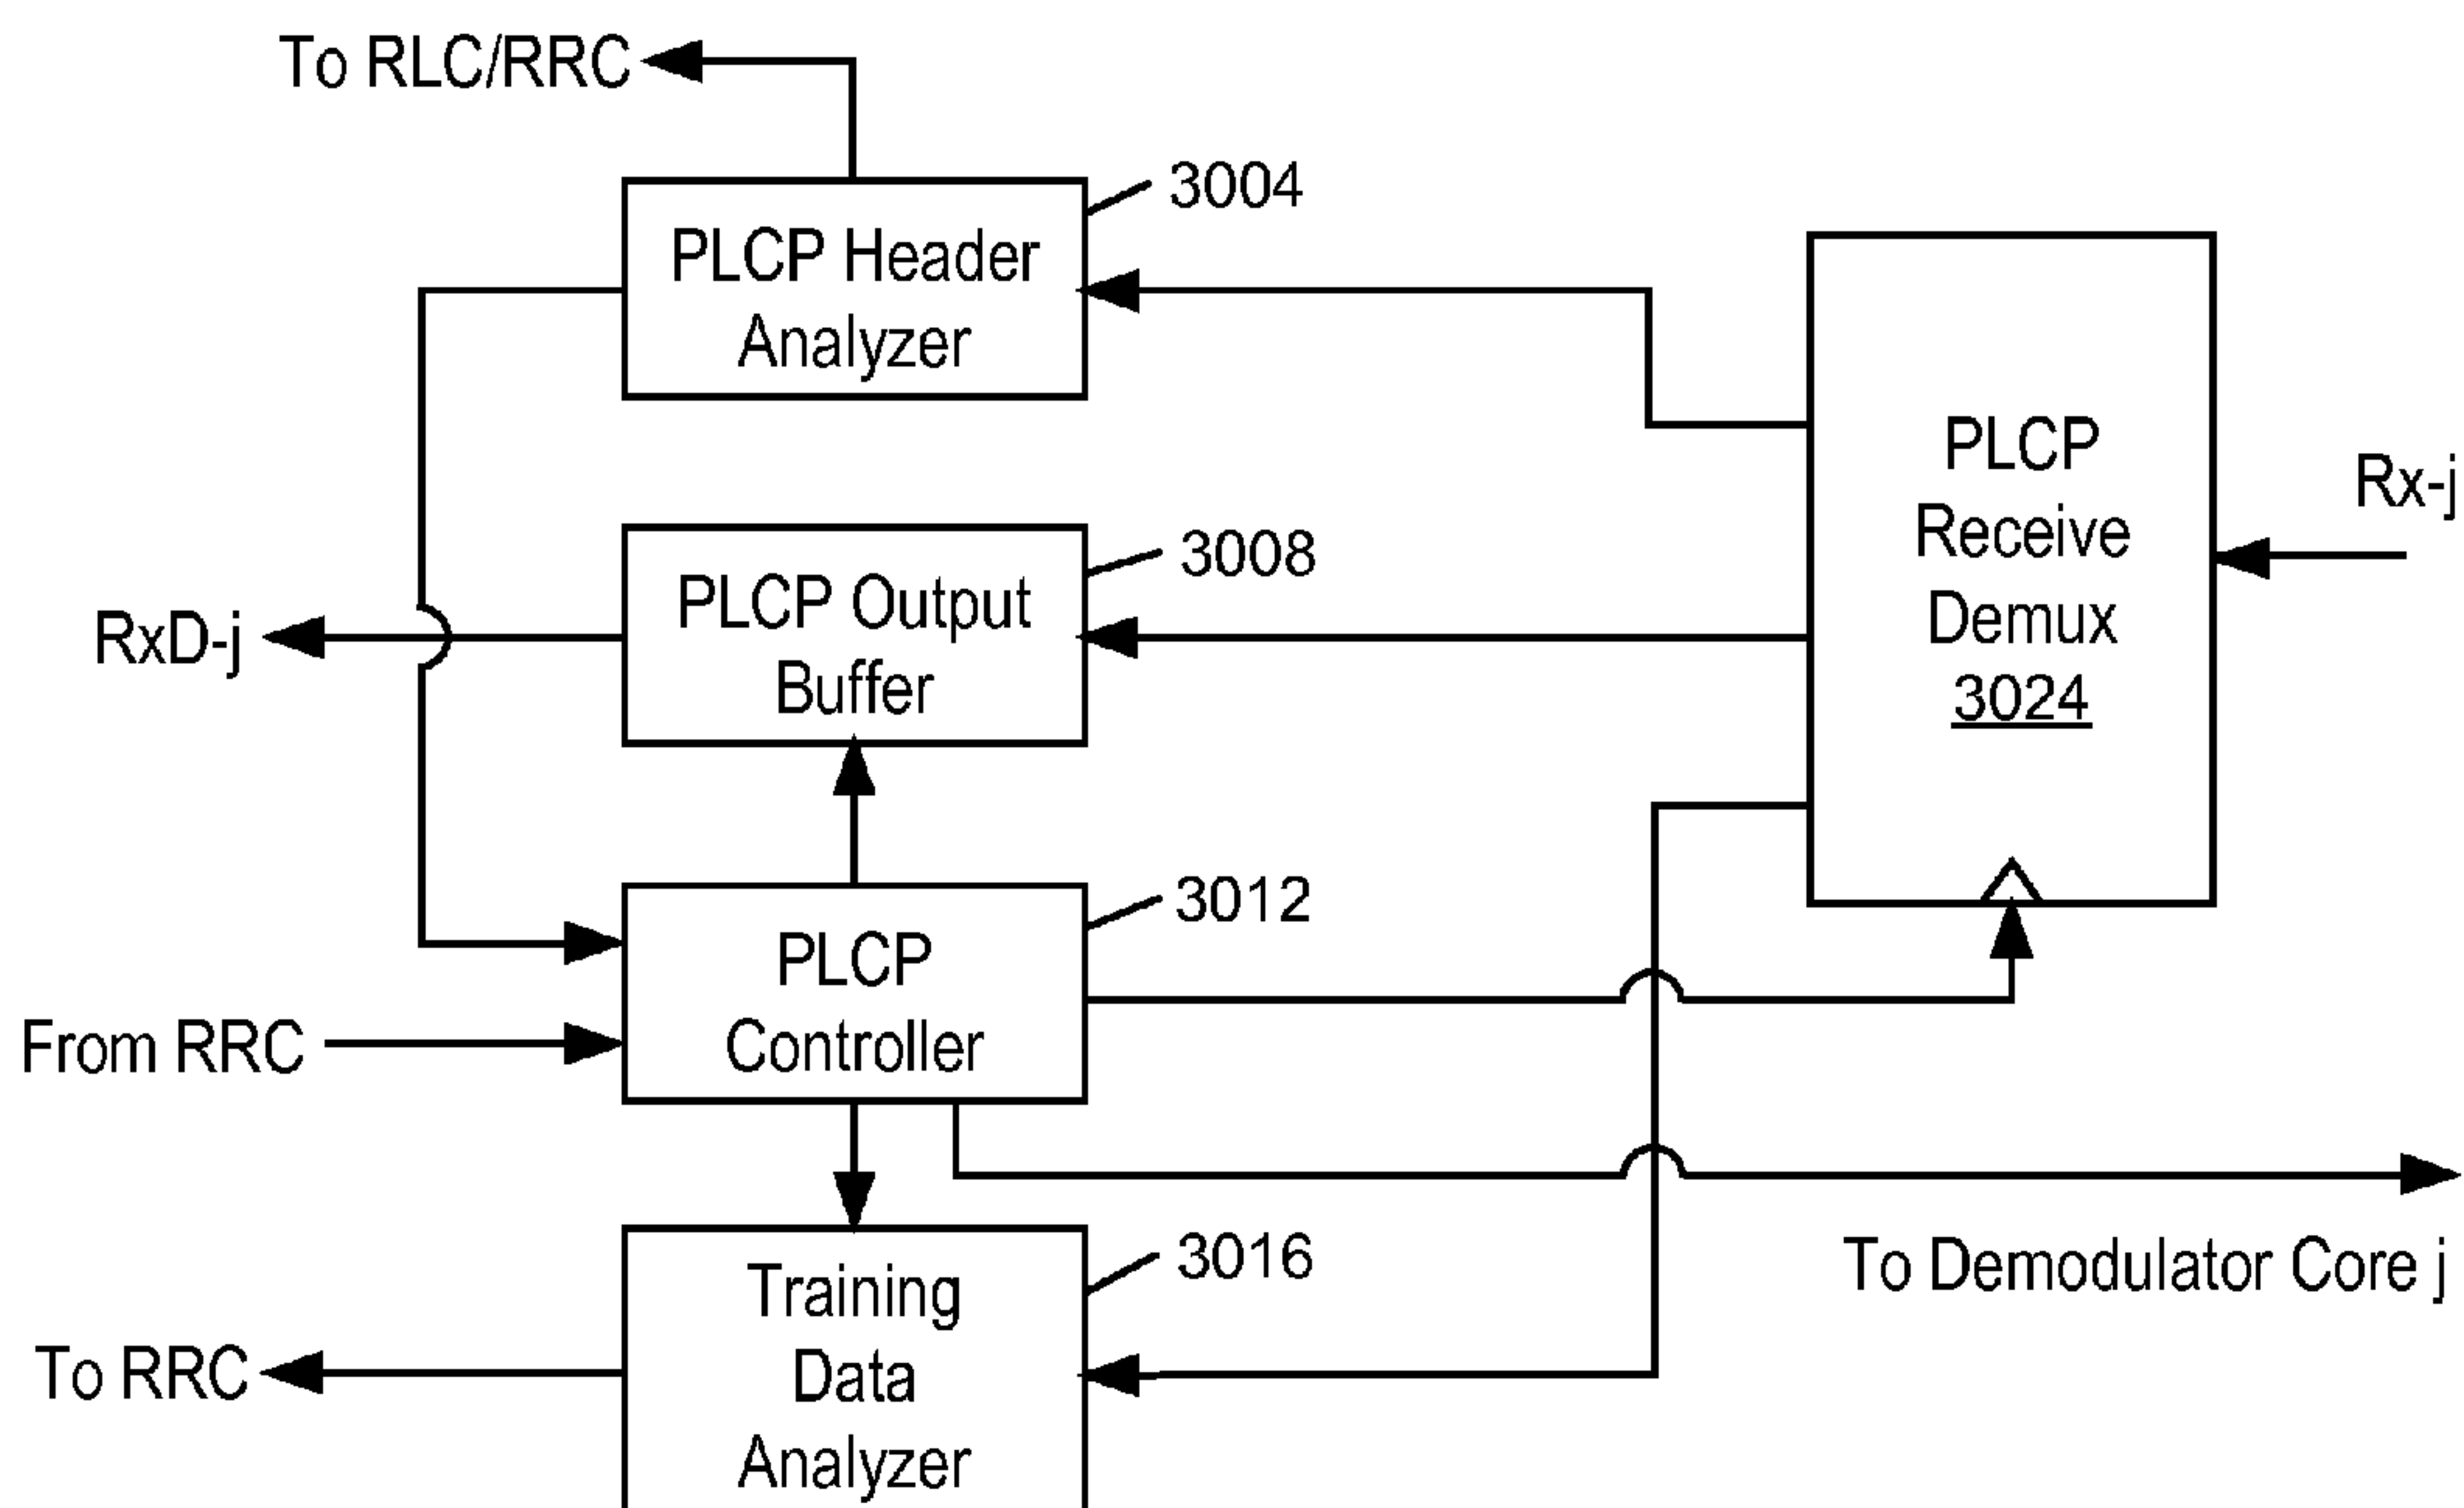 To RLC/RRC
3004
PLCP Header
Analyzer
PLCP
Receive
Demux
3024
Rx-j
3008
PLCP Output
Buffer
RxD-j
3012
PLCP
Controller
From RRC
3016
Training
Data
Analyzer
To Demodulator Core j
To RRC